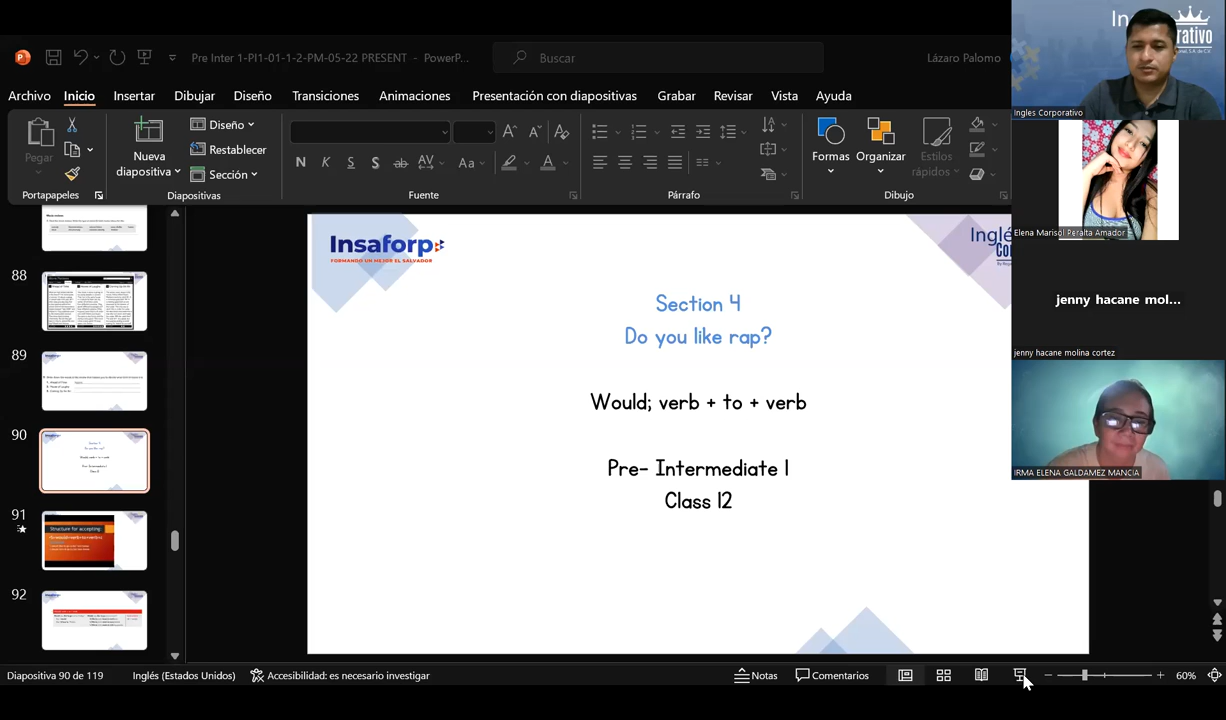 Pre Inter 1-PI1-01-1-2-PM-05-22 PRESENT - PowerP...
Buscar
Lázaro Palomo
Archivo Inicio Insertar Dibujar Diseño Transiciones Animaciones Presentación con diapositivas Grabar Revisar Vista Ayuda
Pegar
Nueva diapositiva
Diseño
Restablecer
Sección
N K S S ab AV Aa A
Formas
Organizar
Estilos rápidos
Portapapeles
Diapositivas
Fuente
Párrafo
Dibujo
88
89
90
91
Structure for accepting
92
Insaforp
FORMANDO UN MEJOR EL SALVADOR
Section 4
Do you like rap?
Would; verb + to + verb
Pre- Intermediate 1
Class 12
Ingles Corporativo
Elena Marisol Peralta Amador
jenny hacane mol...
jenny hacane molina cortez
IRMA ELENA GALDAMEZ MANCIA
Diapositiva 90 de 119
Inglés (Estados Unidos)
Accesibilidad: es necesario investigar
Notas
Comentarios
60%